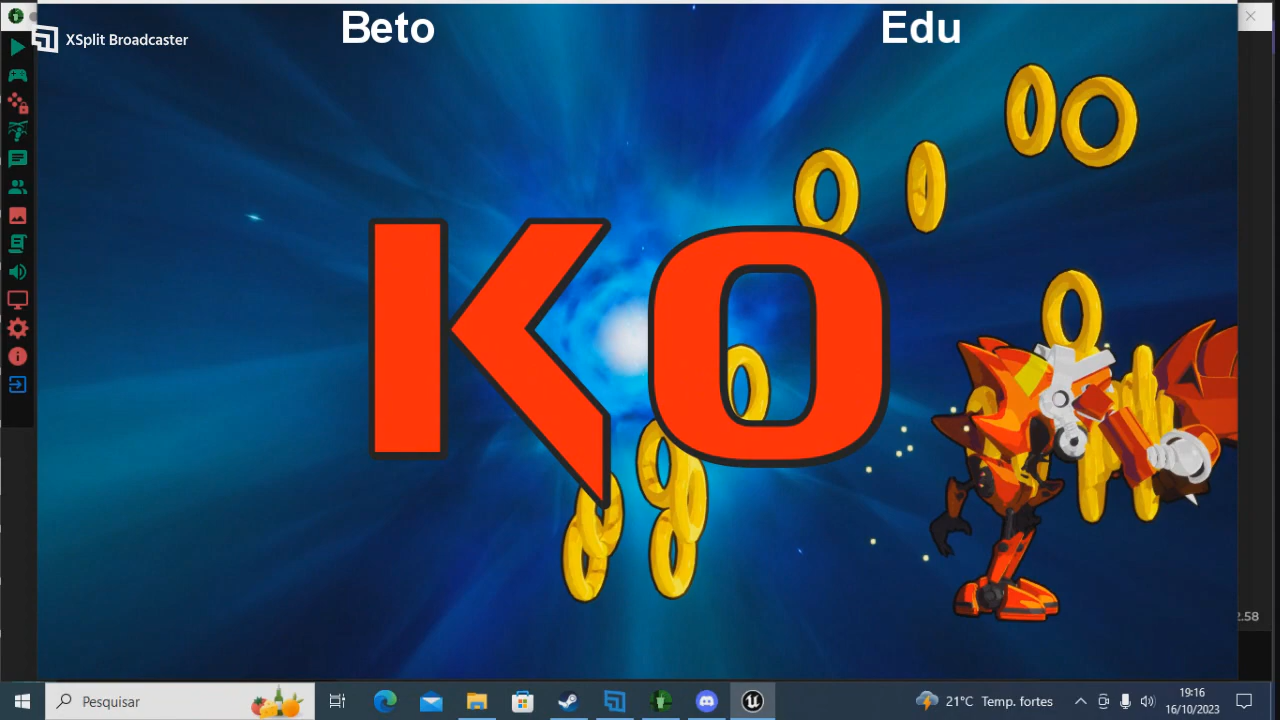 Beto
Edu
XSplit Broadcaster
KO
2.58
Pesquisar
21°C Temp. fortes
19:16
16/10/2023